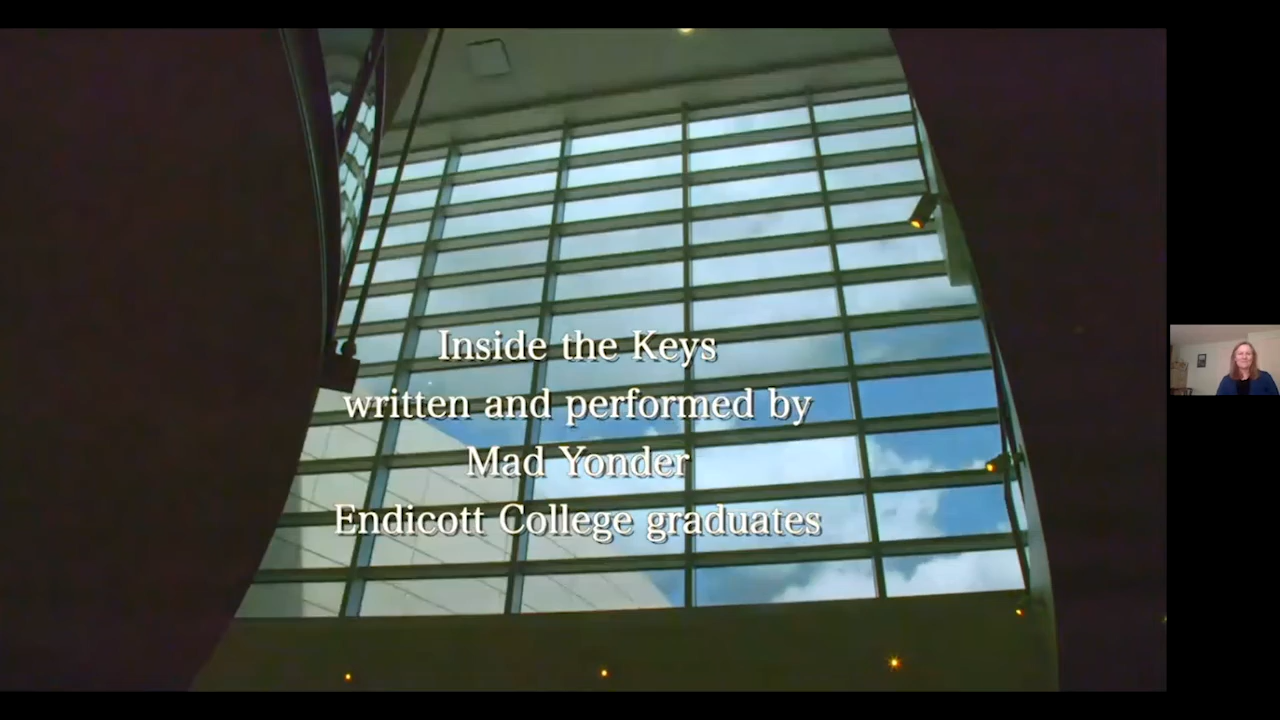 Inside the Keys
written and performed by
Mad Yonder
Endicott College graduates